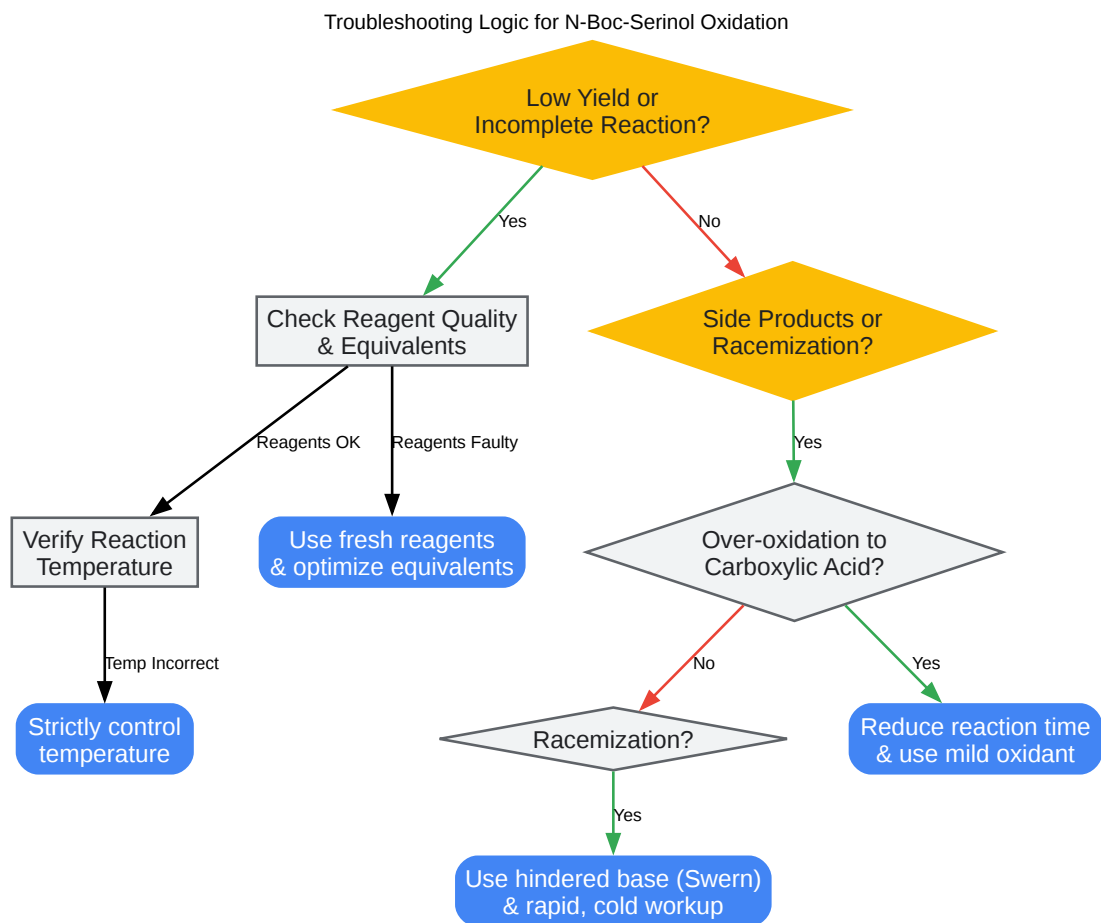 Troubleshooting Logic for N-Boc-Serinol Oxidation
Low Yield or
Incomplete Reaction?
Yes
No
Check Reagent Quality
& Equivalents
Side Products or
Racemization?
Reagents OK
Reagents Faulty
Yes
Verify Reaction
Temperature
Use fresh reagents
& optimize equivalents
Over-oxidation to
Carboxylic Acid?
Temp Incorrect
No
Yes
Strictly control
temperature
Racemization?
Reduce reaction time
& use mild oxidant
Yes
Use hindered base (Swern)
& rapid, cold workup